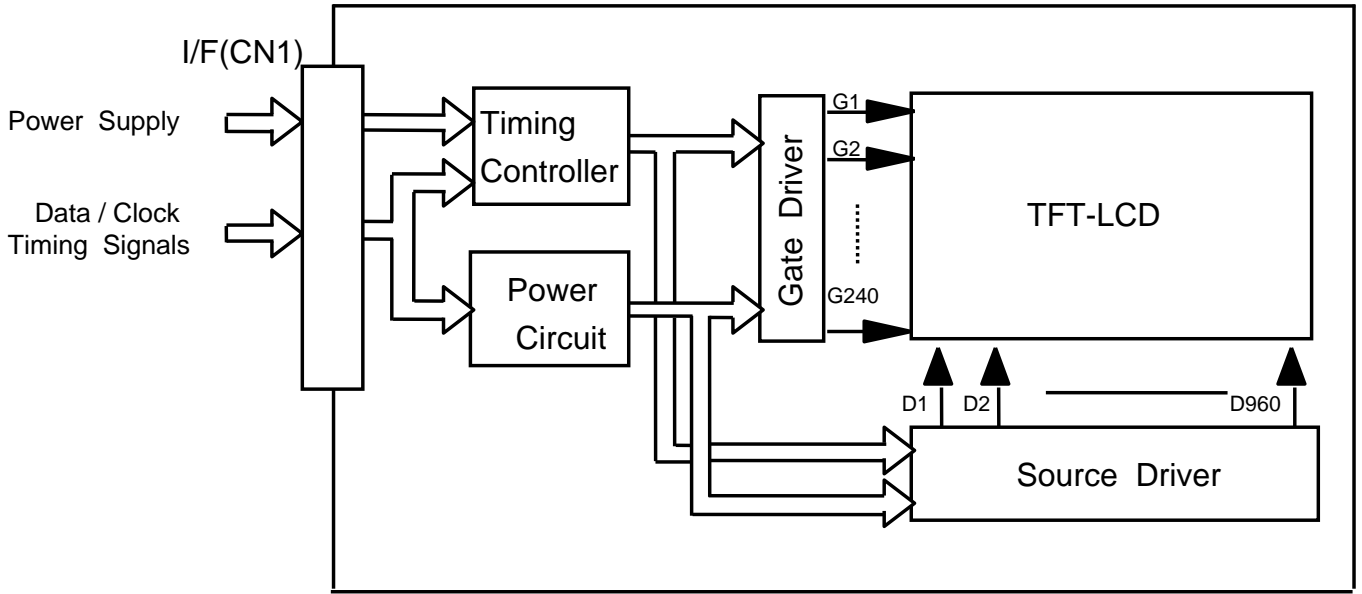 I/F(CN1)
Power Supply
Data / Clock
Timing Signals
Timing
Controller
Power
Circuit
Gate Driver
G1
G2
G240
TFT-LCD
D1
D2
D960
Source Driver